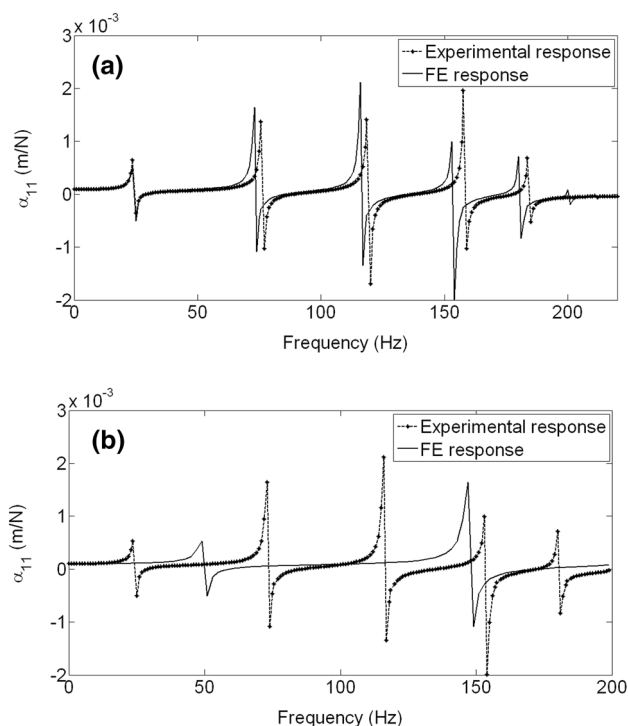 3 x 10⁻³
(a)
Experimental response
FE response
2
1
0
-1
-2
α₁₁ (m/N)
0 50 100 150 200
Frequency (Hz)
3 x 10⁻³
(b)
Experimental response
FE response
2
1
0
-1
-2
α₁₁ (m/N)
0 50 100 150 200
Frequency (Hz)